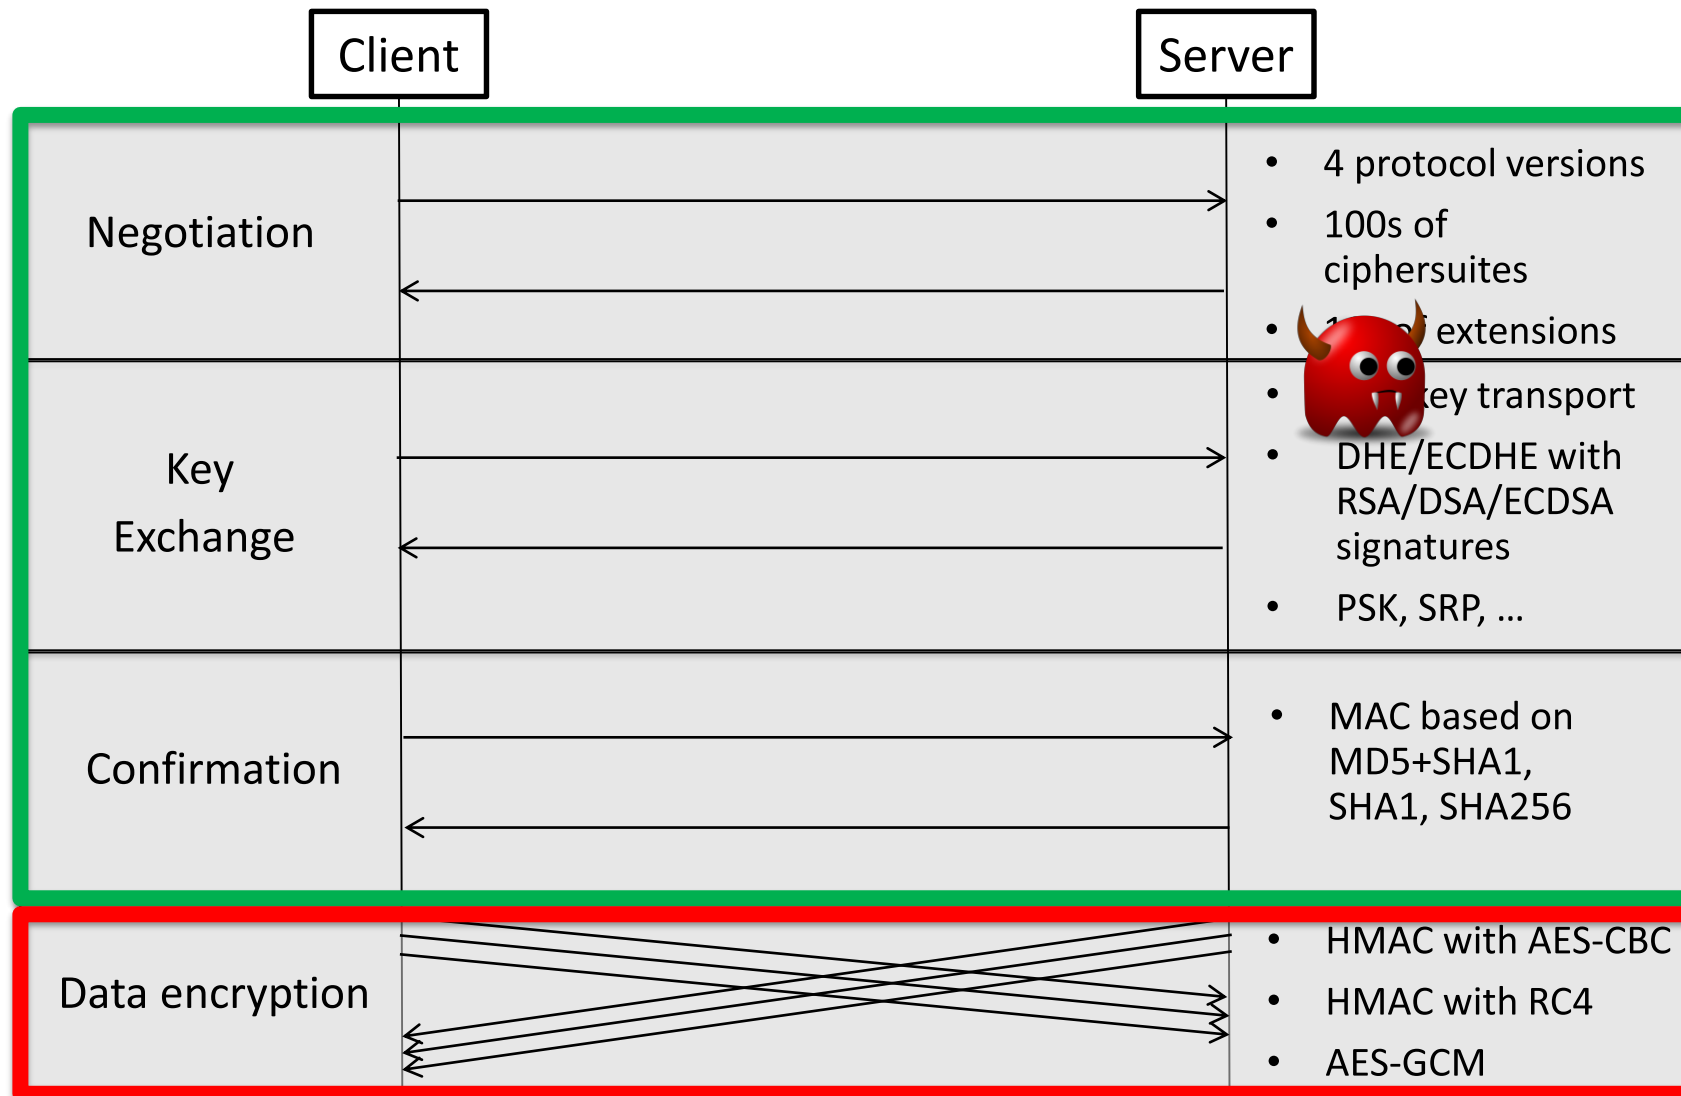 Client
Server
Negotiation
• 4 protocol versions
• 100s of
ciphersuites
• of extensions
Key
Exchange
• key transport
• DHE/ECDHE with
RSA/DSA/ECDSA
signatures
• PSK, SRP, …
Confirmation
• MAC based on
MD5+SHA1,
SHA1, SHA256
Data encryption
• HMAC with AES-CBC
• HMAC with RC4
• AES-GCM